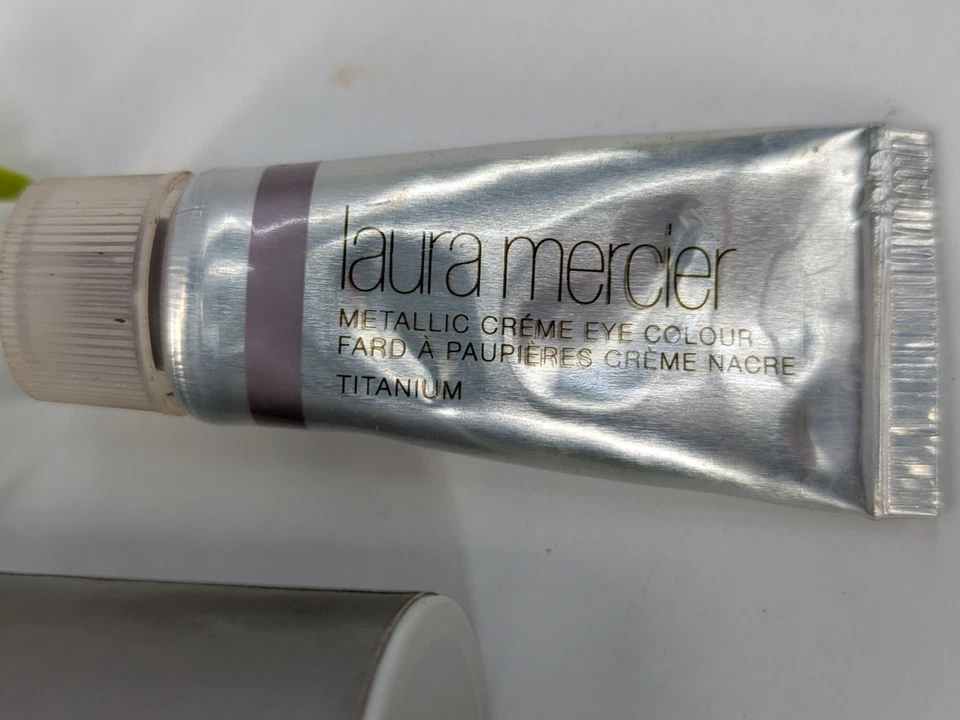 laura mercier
METALLIC CRÉME EYE COLOUR
FARD À PAUPIÈRES CRÈME NACRE
TITANIUM